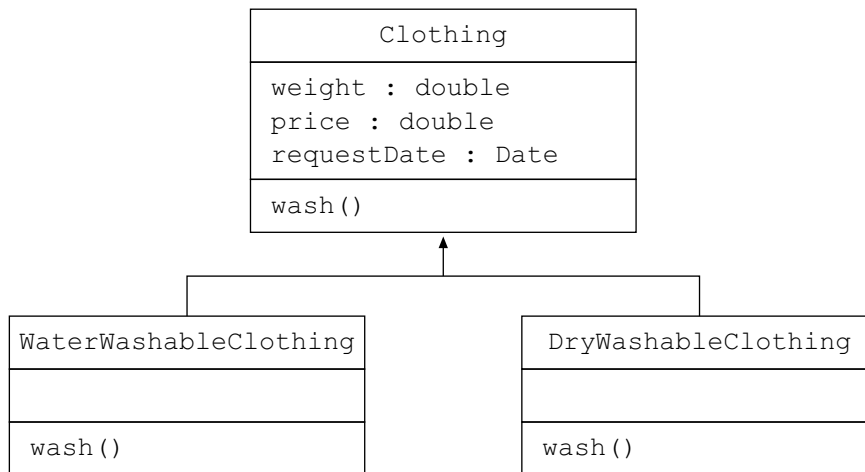 Clothing
weight : double
price : double
requestDate : Date
wash()
WaterWashableClothing
wash()
DryWashableClothing
wash()